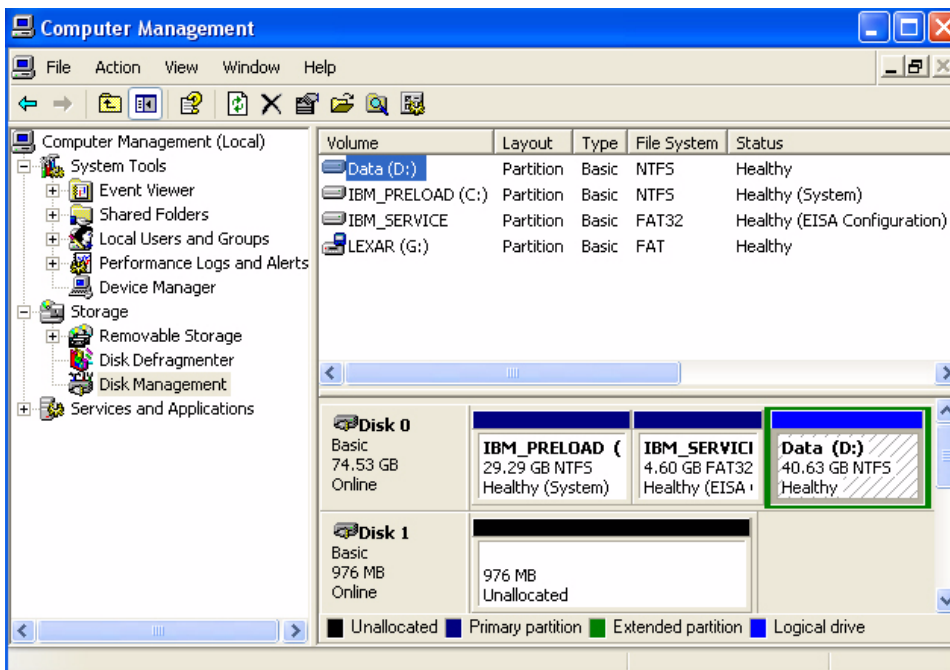 Computer Management
File Action View Window Help
Computer Management (Local)
System Tools
Event Viewer
Shared Folders
Local Users and Groups
Performance Logs and Alerts
Device Manager
Storage
Removable Storage
Disk Defragmenter
Disk Management
Services and Applications
Volume Layout Type File System Status
Data (D:) Partition Basic NTFS Healthy
IBM_PRELOAD (C:) Partition Basic NTFS Healthy (System)
IBM_SERVICE Partition Basic FAT32 Healthy (EISA Configuration)
LEXAR (G:) Partition Basic FAT Healthy
Disk 0
Basic
74.53 GB
Online
IBM_PRELOAD (
29.29 GB NTFS
Healthy (System)
IBM_SERVICI
4.60 GB FAT32
Healthy (EISA
Data (D:)
40.63 GB NTFS
Healthy
Disk 1
Basic
976 MB
Online
976 MB
Unallocated
Unallocated Primary partition Extended partition Logical drive